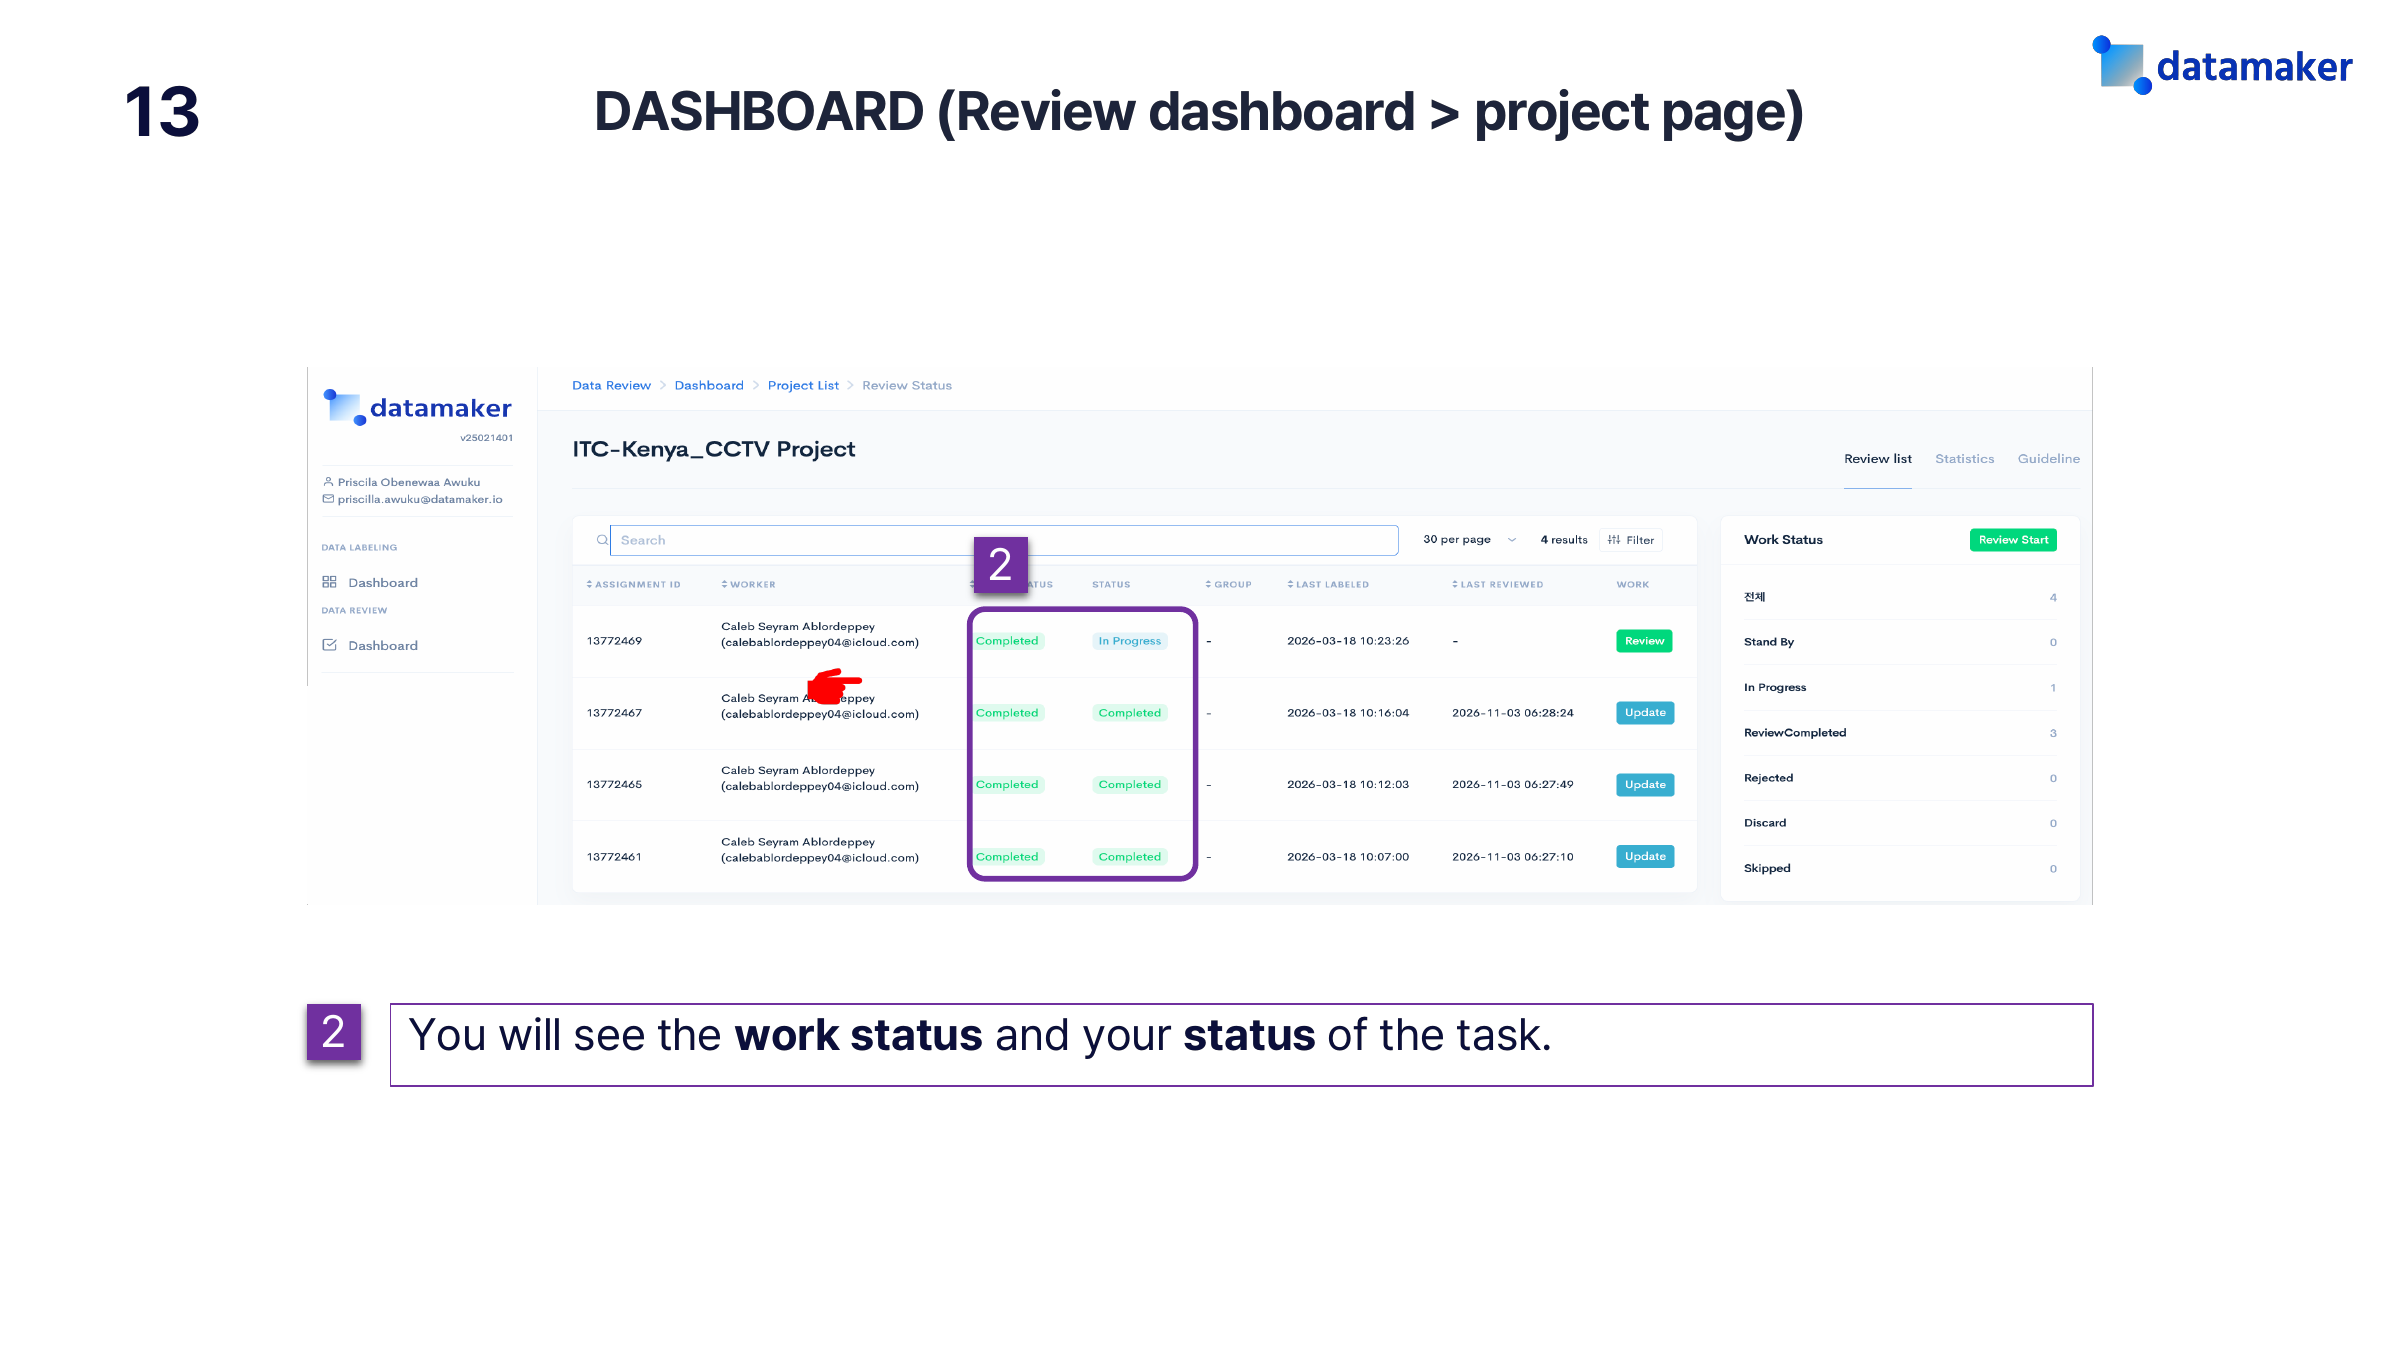 13
DASHBOARD (Review dashboard > project page)
datamaker
datamaker
v25021401
Priscila Obenewaa Awuku
priscilla.awuku@datamaker.io
DATA LABELING
Dashboard
DATA REVIEW
Dashboard
Data Review > Dashboard > Project List > Review Status
ITC-Kenya_CCTV Project
Review list Statistics Guideline
Search
30 per page
4 results
Filter
2
ASSIGNMENT ID WORKER STATUS GROUP LAST LABELED LAST REVIEWED WORK
13772469 Caleb Seyram Ablordeppey Completed In Progress - 2026-03-18 10:23:26 - Review
(calebablordeppey04@icloud.com)
13772467 Caleb Seyram Completed Completed - 2026-03-18 10:16:04 2026-11-03 06:28:24 Update
(calebablordeppey04@icloud.com)
13772465 Caleb Seyram Ablordeppey Completed Completed - 2026-03-18 10:12:03 2026-11-03 06:27:49 Update
(calebablordeppey04@icloud.com)
13772461 Caleb Seyram Ablordeppey Completed Completed - 2026-03-18 10:07:00 2026-11-03 06:27:10 Update
(calebablordeppey04@icloud.com)
Work Status Review Start
전체 4
Stand By 0
In Progress 1
ReviewCompleted 3
Rejected 0
Discard 0
Skipped 0
2
You will see the work status and your status of the task.